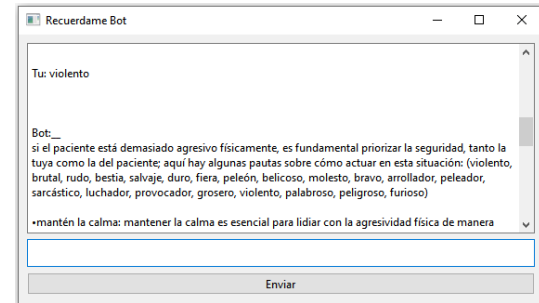 Recuerdame Bot
Tu: violento
Bot:__
si el paciente está demasiado agresivo físicamente, es fundamental priorizar la seguridad, tanto la
tuya como la del paciente; aquí hay algunas pautas sobre cómo actuar en esta situación: (violento,
brutal, rudo, bestia, salvaje, duro, fiera, peleón, belicoso, molesto, bravo, arrollador, peleador,
sarcástico, luchador, provocador, grosero, violento, palabroso, peligroso, furioso)
•mantén la calma: mantener la calma es esencial para lidiar con la agresividad física de manera
Enviar